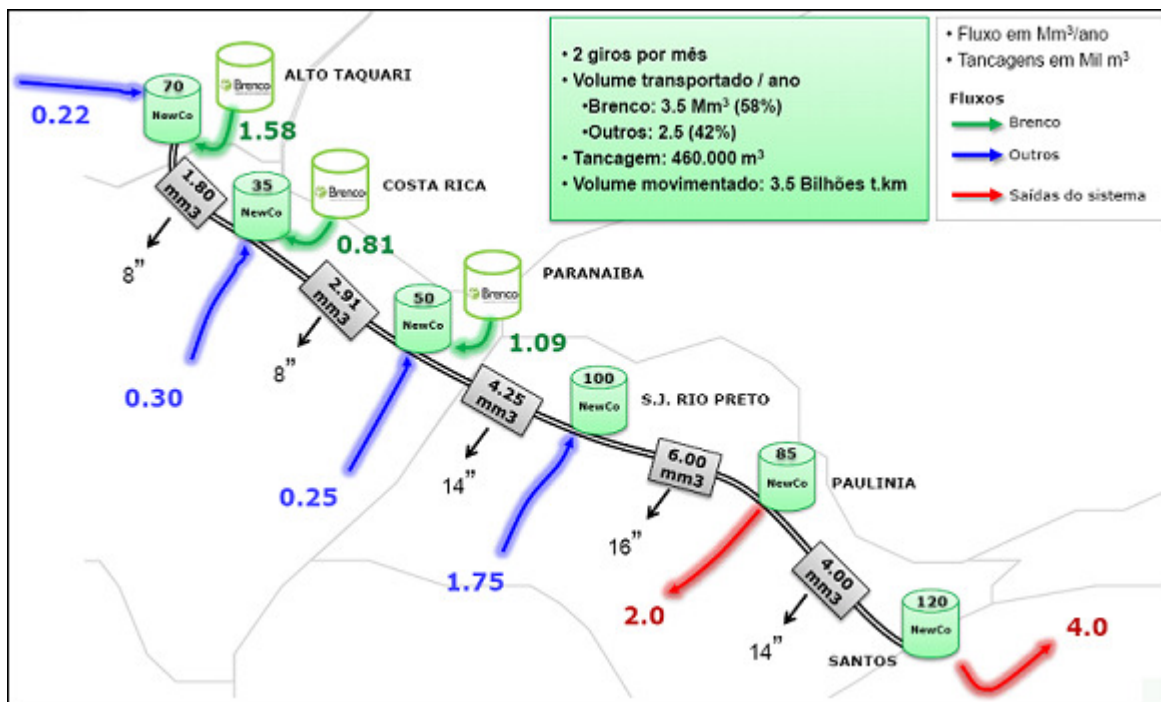 • 2 giros por mês
• Volume transportado / ano
•Brenco: 3.5 Mm³ (58%)
•Outros: 2.5 (42%)
• Tancagem: 460.000 m³
• Volume movimentado: 3.5 Bilhões t.km
• Fluxo em Mm³/ano
• Tancagens em Mil m³
Fluxos
Brenco
Outros
Saídas do sistema
ALTO TAQUARI
Brenco
70
NewCo
0.22
1.58
1.80
mm3
8”
COSTA RICA
Brenco
35
NewCo
0.81
0.30
2.91
mm3
8”
PARANAIBA
Brenco
50
NewCo
1.09
0.25
4.25
mm3
14”
100
NewCo
S.J. RIO PRETO
1.75
6.00
mm3
16”
85
NewCo
PAULINIA
2.0
4.00
mm3
14”
120
NewCo
SANTOS
4.0